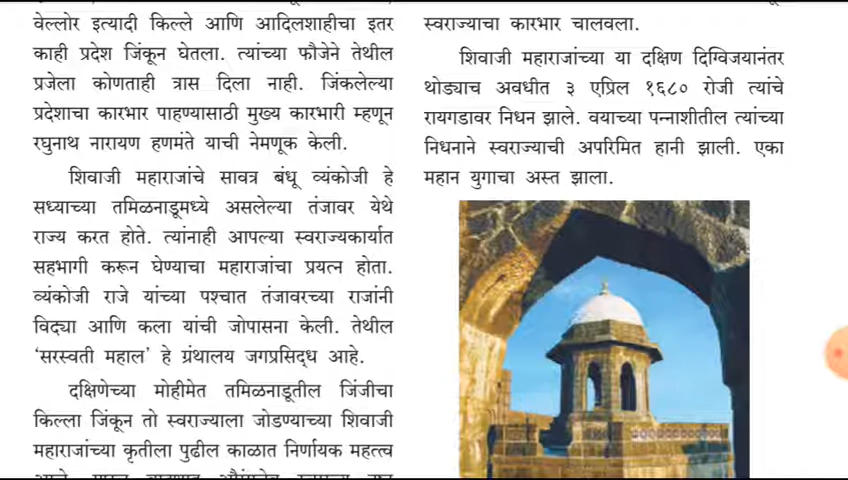 वेल्लोर इत्यादी किल्ले आणि आदिलशाहीचा इतर
काही प्रदेश जिंकून घेतला. त्यांच्या फौजेने तेथील
प्रजेला कोणताही त्रास दिला नाही. जिंकलेल्या
प्रदेशाचा कारभार पाहण्यासाठी मुख्य कारभारी म्हणून
रघुनाथ नारायण हणमंते याची नेमणूक केली.
शिवाजी महाराजांचे सावत्र बंधू व्यंकोजी हे
सध्याच्या तमिळनाडूमध्ये असलेल्या तंजावर येथे
राज्य करत होते. त्यांनाही आपल्या स्वराज्यकार्यात
सहभागी करून घेण्याचा महाराजांचा प्रयत्न होता.
व्यंकोजी राजे यांच्या पश्चात तंजावरच्या राजांनी
विद्या आणि कला यांची जोपासना केली. तेथील
‘सरस्वती महाल’ हे ग्रंथालय जगप्रसिद्ध आहे.
दक्षिणेच्या मोहीमेत तमिळनाडूतील जिंजीचा
किल्ला जिंकून तो स्वराज्याला जोडण्याच्या शिवाजी
महाराजांच्या कृतीला पुढील काळात निर्णायक महत्त्व
स्वराज्याचा कारभार चालवला.
शिवाजी महाराजांच्या या दक्षिण दिग्विजयानंतर
थोड्याच अवधीत ३ एप्रिल १६८० रोजी त्यांचे
रायगडावर निधन झाले. वयाच्या पन्नाशीतील त्यांच्या
निधनाने स्वराज्याची अपरिमित हानी झाली. एका
महान युगाचा अस्त झाला.